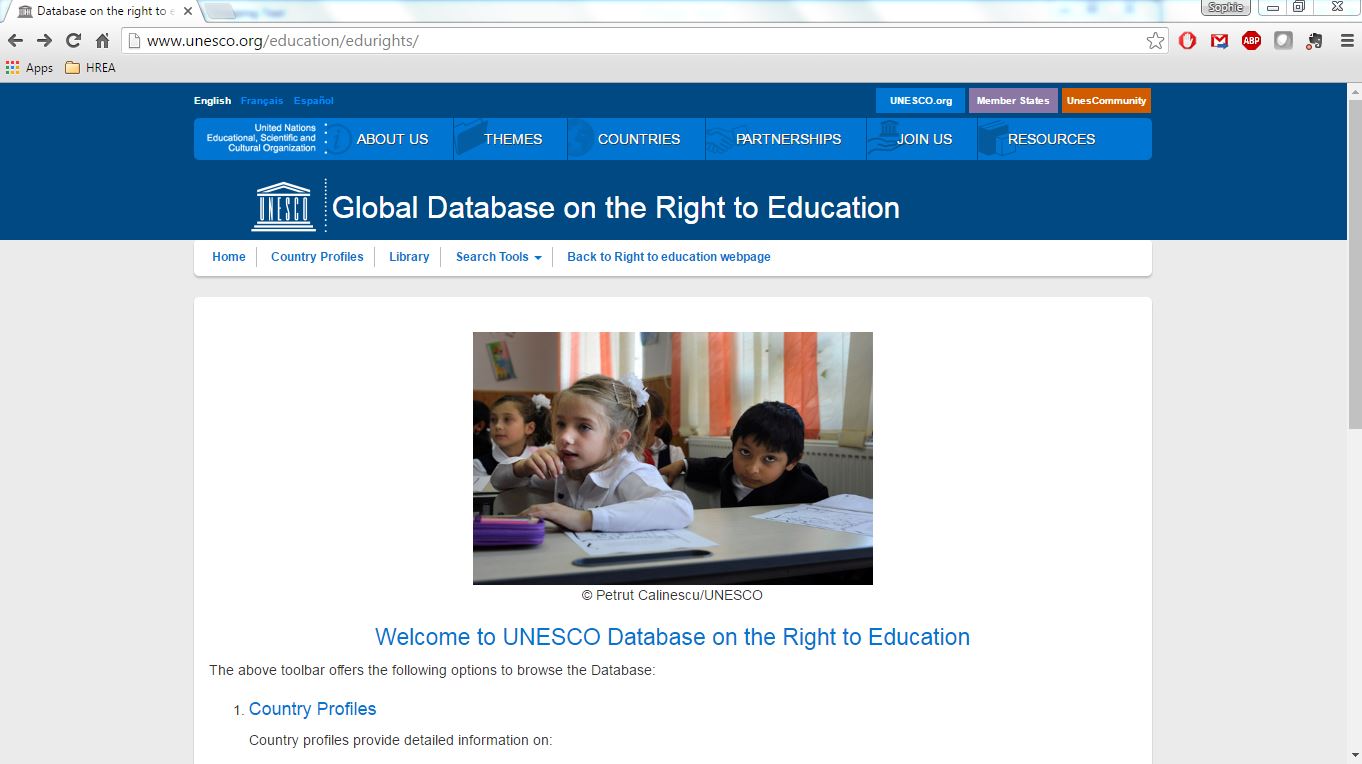 Database on the right to e
Sophie
www.unesco.org/education/edurights/
ABP
Apps HREA
English Français Español
UNESCO.org Member States UnesCommunity
United Nations
Educational, Scientific and
Cultural Organization
ABOUT US THEMES COUNTRIES PARTNERSHIPS JOIN US RESOURCES
UNESCO
Global Database on the Right to Education
Home Country Profiles Library Search Tools Back to Right to education webpage
© Petrut Calinescu/UNESCO
Welcome to UNESCO Database on the Right to Education
The above toolbar offers the following options to browse the Database:
1. Country Profiles
Country profiles provide detailed information on: